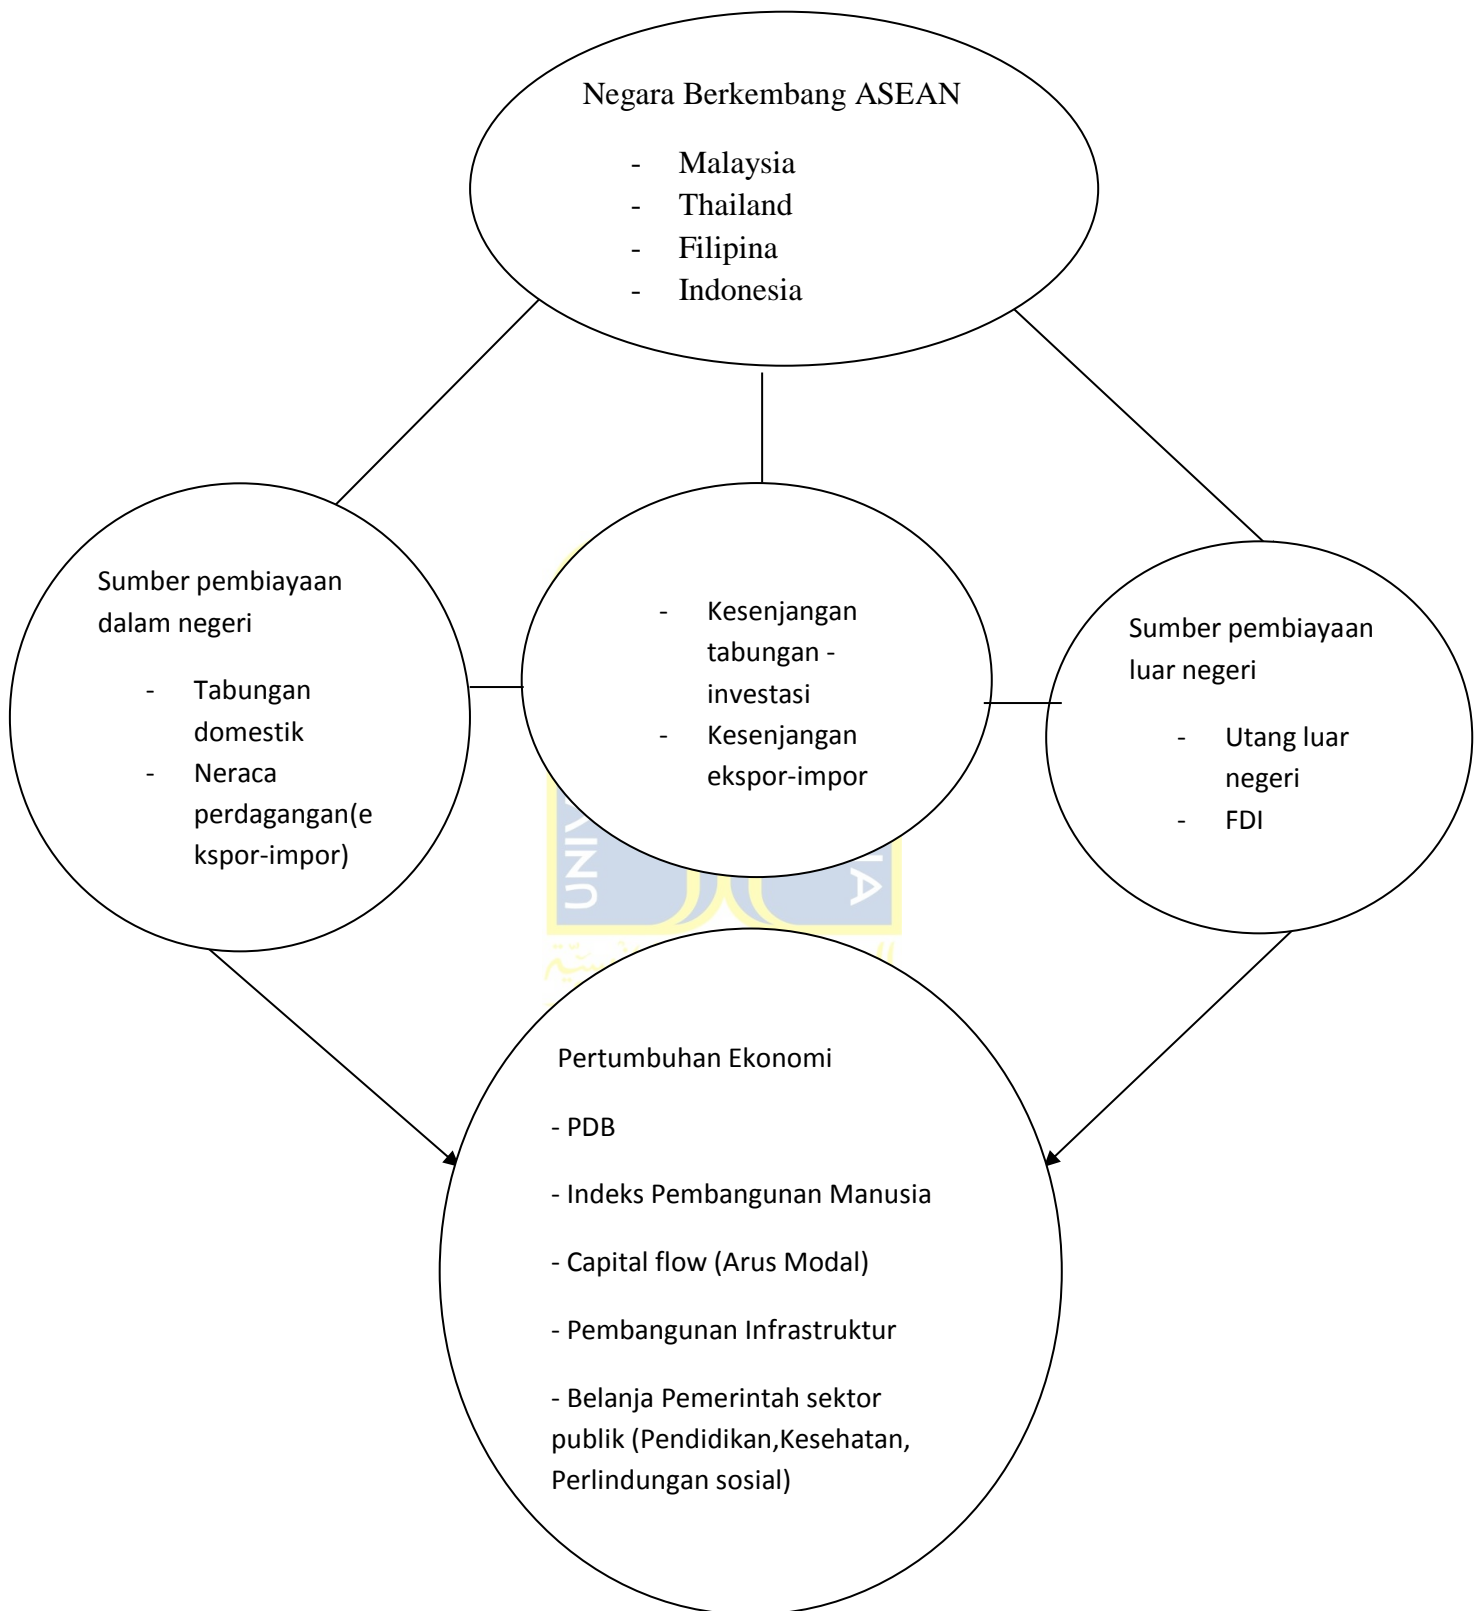 Negara Berkembang ASEAN
- Malaysia
- Thailand
- Filipina
- Indonesia
Sumber pembiayaan
dalam negeri
- Tabungan
domestik
- Neraca
perdagangan(e
kspor-impor)
- Kesenjangan
tabungan -
investasi
- Kesenjangan
ekspor-impor
Sumber pembiayaan
luar negeri
- Utang luar
negeri
- FDI
UNI
IA
Pertumbuhan Ekonomi
- PDB
- Indeks Pembangunan Manusia
- Capital flow (Arus Modal)
- Pembangunan Infrastruktur
- Belanja Pemerintah sektor
publik (Pendidikan,Kesehatan,
Perlindungan sosial)